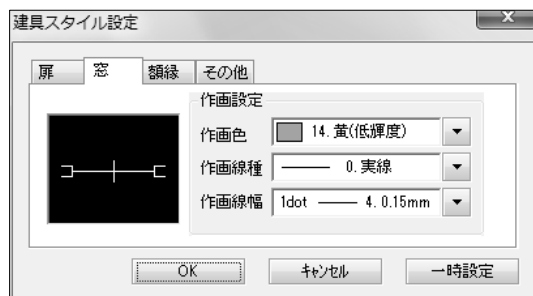 建具スタイル設定
扉 窓 額縁 その他
作画設定
作画色 14.黄(低輝度)
作画線種 0.実線
作画線幅 1dot 4.0.15mm
OK キャンセル 一時設定